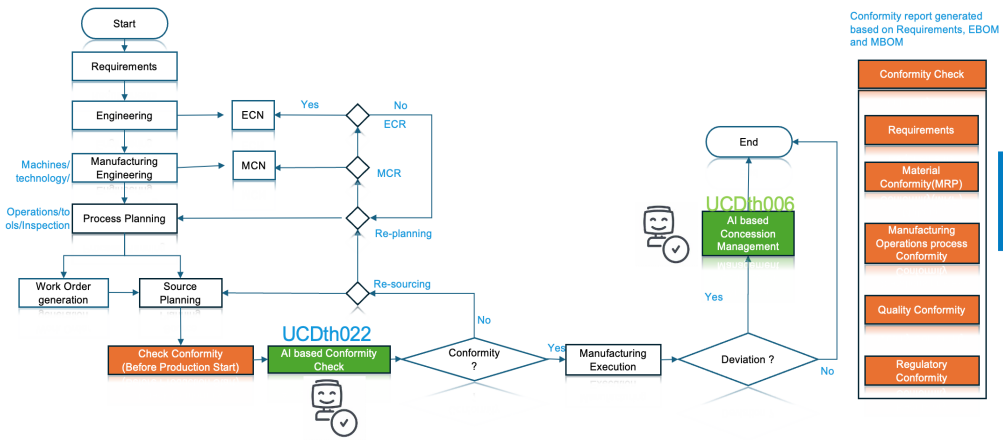 Start
Requirements
Engineering
ECN
Yes
No
ECR
Machines/
technology/
Manufacturing
Engineering
MCN
MCR
Operations/to
ols/Inspection
Process Planning
Re-planning
Work Order
generation
Source
Planning
Re-sourcing
No
Check Conformity
(Before Production Start)
UCDth022
AI based Conformity
Check
Conformity
?
Yes
Manufacturing
Execution
Deviation ?
No
Yes
UCDth006
AI based
Concession
Management
End
Conformity report generated
based on Requirements, EBOM
and MBOM
Conformity Check
Requirements
Material
Conformity(MRP)
Manufacturing
Operations process
Conformity
Quality Conformity
Regulatory
Conformity